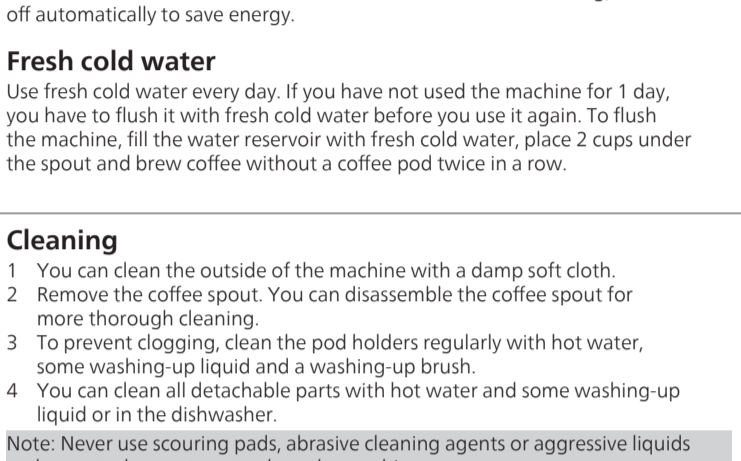 off automatically to save energy.
Fresh cold water
Use fresh cold water every day. If you have not used the machine for 1 day,
you have to flush it with fresh cold water before you use it again. To flush
the machine, fill the water reservoir with fresh cold water, place 2 cups under
the spout and brew coffee without a coffee pod twice in a row.
Cleaning
1 You can clean the outside of the machine with a damp soft cloth.
2 Remove the coffee spout. You can disassemble the coffee spout for
more thorough cleaning.
3 To prevent clogging, clean the pod holders regularly with hot water,
some washing-up liquid and a washing-up brush.
4 You can clean all detachable parts with hot water and some washing-up
liquid or in the dishwasher.
Note: Never use scouring pads, abrasive cleaning agents or aggressive liquids